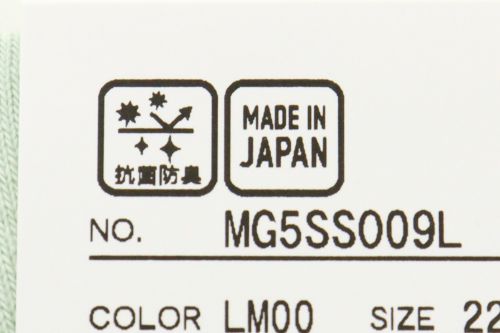 抗菌防臭
MADE IN
JAPAN
NO. MG5SS009L
COLOR LM00 SIZE 22